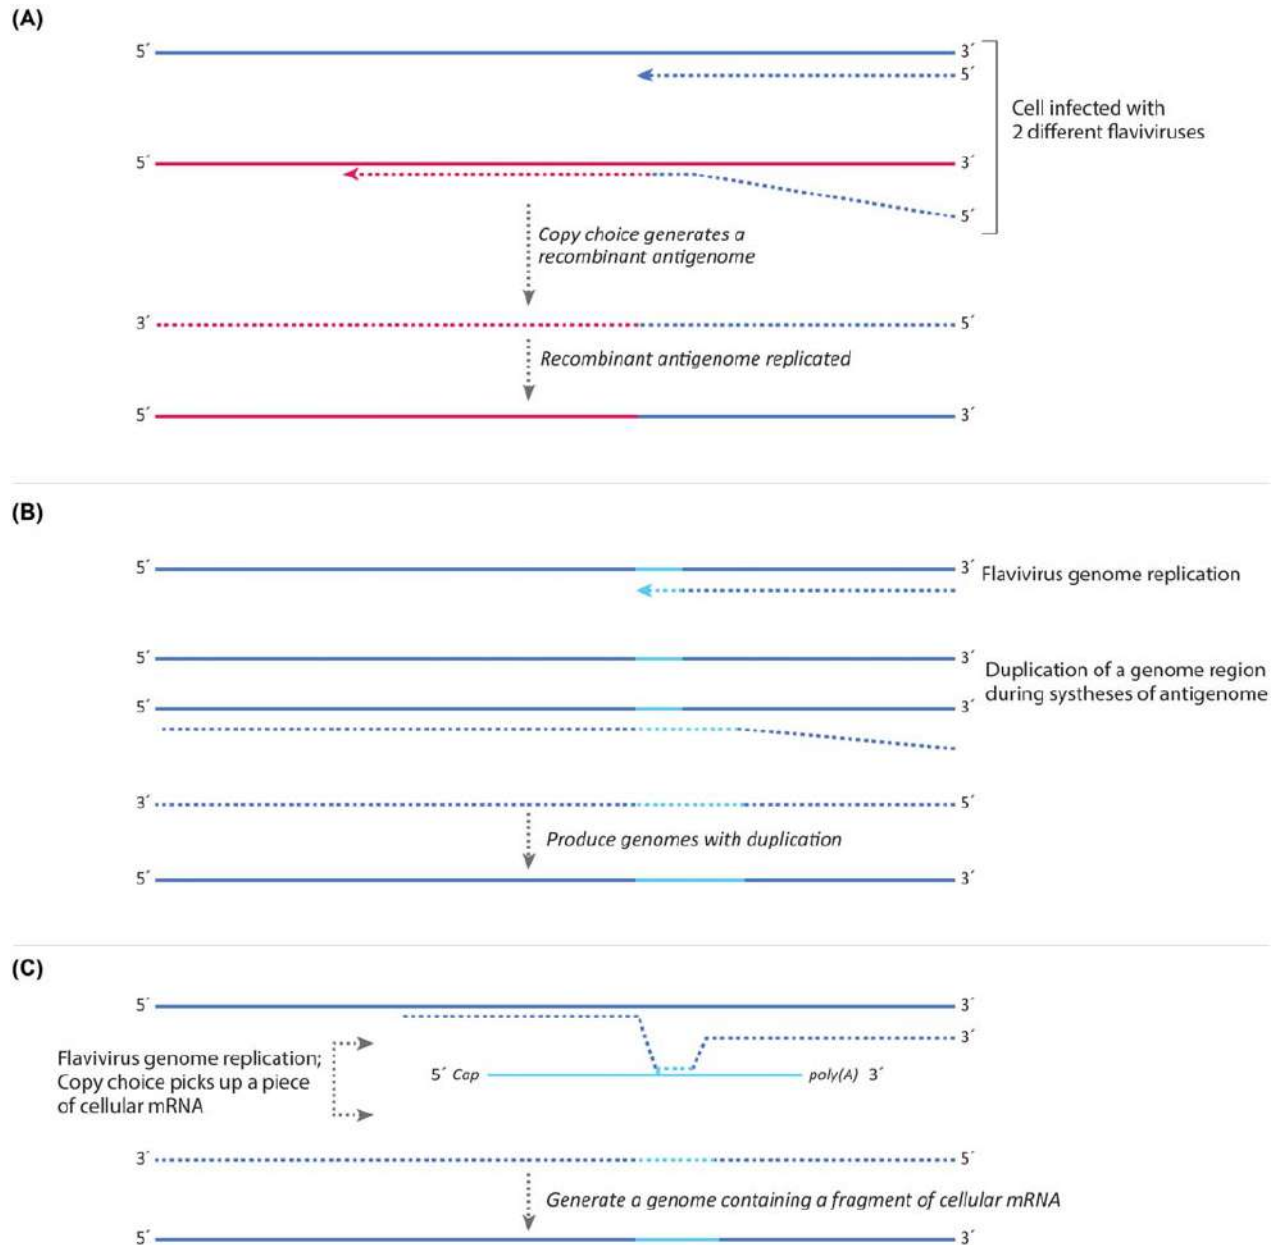 (A)
5´ 3´
5´
Cell infected with
2 different flaviviruses
5´ 3´
5´
Copy choice generates a
recombinant antigenome
3´ 5´
Recombinant antigenome replicated
5´ 3´
(B)
5´ 3´ Flavivirus genome replication
5´ 3´
Duplication of a genome region
during systheses of antigenome
5´ 3´
3´ 5´
Produce genomes with duplication
5´ 3´
(C)
5´ 3´
3´
Flavivirus genome replication;
Copy choice picks up a piece
of cellular mRNA
5´ Cap poly(A) 3´
3´ 5´
Generate a genome containing a fragment of cellular mRNA
5´ 3´